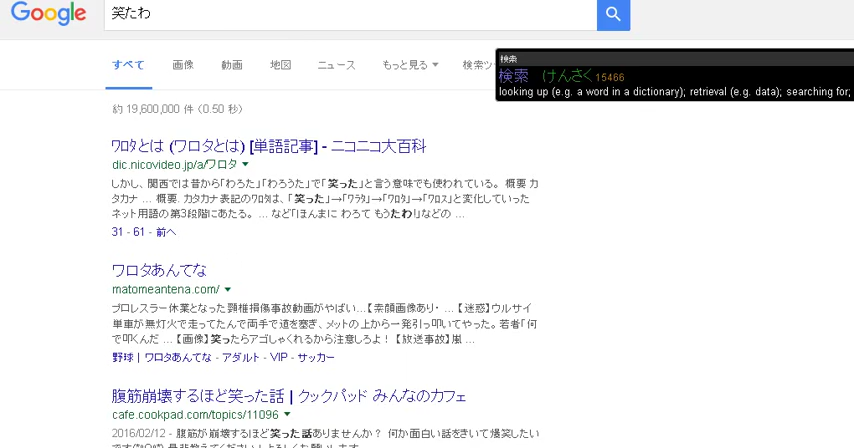 Google 笑たわ
すべて 画像 動画 地図 ニュース もっと見る 検索ツ
検索
検索 けんさく 15466
looking up (e.g. a word in a dictionary); retrieval (e.g. data); searching for;
約 19,600,000 件 (0.50 秒)
ワロタとは (ワロタとは) [単語記事] - ニコニコ大百科
dic.nicovideo.jp/a/ワロタ
しかし、関西では昔から「わろた」「わろうた」で「笑った」と言う意味でも使われている。 概要 カ
タカナ ... 概要. カタカナ表記のワロタは、「笑った」→「ワラタ」→「ワロタ」→「ワロス」と変化していった
ネット用語の第3段階にあたる。 ... など「ほんまに わろて もうたわ!」などの ...
31 - 61 - 前へ
ワロタあんてな
matomeantena.com/
プロレスラー休業となった頸椎損傷事故動画がやばい...【素顔画像あり・ ... 【迷惑】ウルサイ
単車が無灯火で走ってたんで両手で道を塞ぎ、メットの上から一発引っ叩いてやった。若者「何
で叩くんだ ... 【画像】笑ったらアゴしゃくれるから注意しろよ! 【放送事故】嵐 ...
野球 | ワロタあんてな - アダルト - VIP - サッカー
腹筋崩壊するほど笑った話 | クックパッド みんなのカフェ
cafe.cookpad.com/topics/11096
2016/02/12 - 腹筋が崩壊するほど笑った話ありませんか? 何か面白い話をきいて爆笑したい